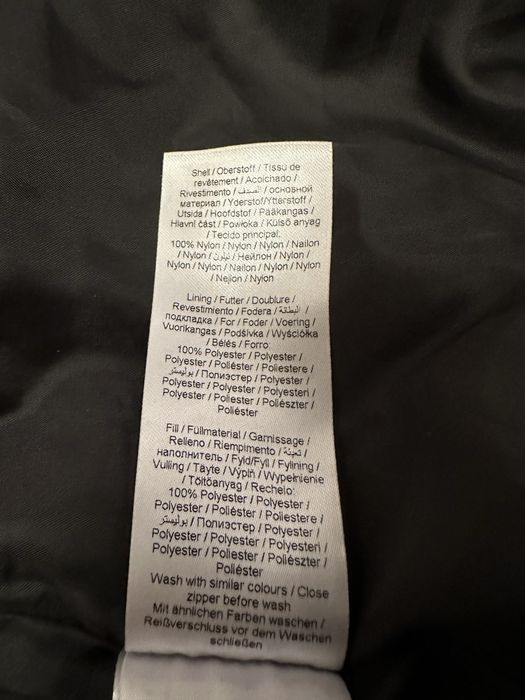 Shell / Oberstoff / Tissu de
revêtement / Acolchado /
Rivestimento / الصدف / основной
материал / Yderstof/Ytterstoff /
Utsida / Hoofdstof / Pääkangas /
Hlavní část / Powłoka / Külső anyag
/ Tecido principal:
100% Nylon / Nylon / Nylon / Nailon
/ Nylon / نيلون / Нейлон / Nylon /
Nylon / Nylon / Nailon / Nylon / Nylon
/ Nejlon / Nylon
Lining / Futter / Doublure /
Revestimiento / Fodera / البطانة /
подкладка / For / Foder / Voering /
Vuorikangas / Podšívka / Wyściółka
/ Bélés / Forro:
100% Polyester / Polyester /
Polyester / Poliéster / Poliestere /
بوليستر / Полиэстер / Polyester /
Polyester / Polyester / Polyesteri /
Polyester / Poliester / Poliészter /
Poliéster
Fill / Füllmaterial / Garnissage /
Relleno / Riempimento / تعبئة /
наполнитель / Fyld/Fyll / Fyllning /
Vulling / Täyte / Výplň / Wypełnienie
/ Töltőanyag / Recheio:
100% Polyester / Polyester /
Polyester / Poliéster / Poliestere /
بوليستر / Полиэстер / Polyester /
Polyester / Polyester / Polyesteri /
Polyester / Poliester / Poliészter /
Poliéster
Wash with similar colours / Close
zipper before wash
Mit ähnlichen Farben waschen /
Reißverschluss vor dem Waschen
schließen